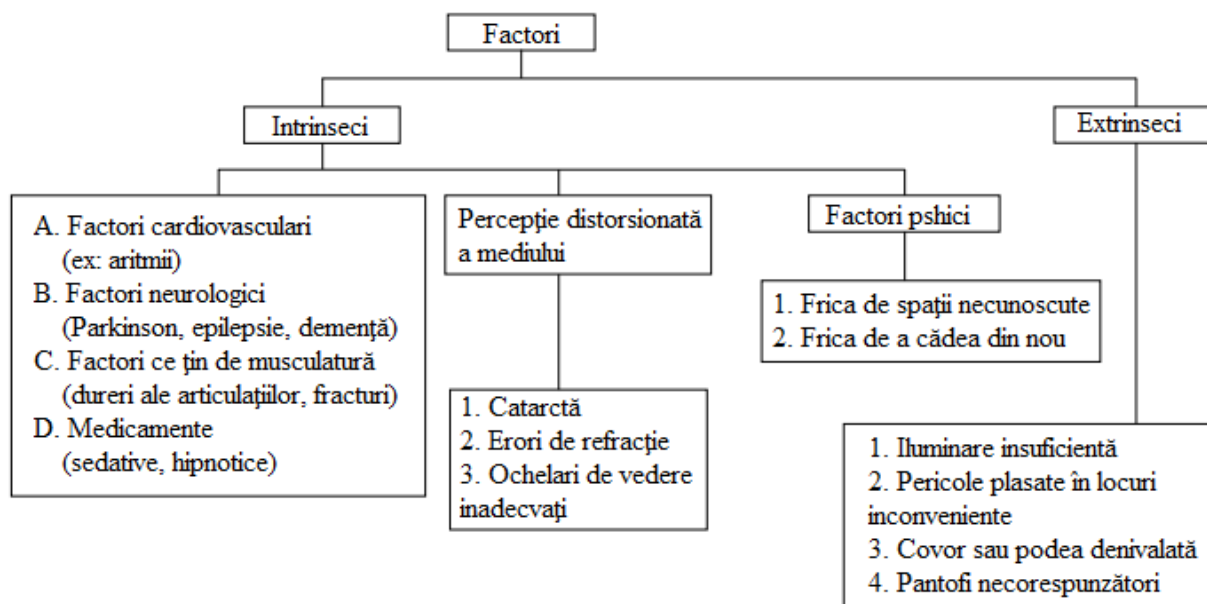 Factori
Intrinseci
Extrinseci
A. Factori cardiovasculari
(ex: aritmii)
B. Factori neurologici
(Parkinson, epilepsie, demenţă)
C. Factori ce ţin de musculatură
(dureri ale articulaţiilor, fracturi)
D. Medicamente
(sedative, hipnotice)
Percepţie distorsionată
a mediului
1. Catarctă
2. Erori de refracţie
3. Ochelari de vedere
inadecvaţi
Factori pshici
1. Frica de spaţii necunoscute
2. Frica de a cădea din nou
1. Iluminare insuficientă
2. Pericole plasate în locuri
inconveniente
3. Covor sau podea denivalată
4. Pantofi necorespunzători